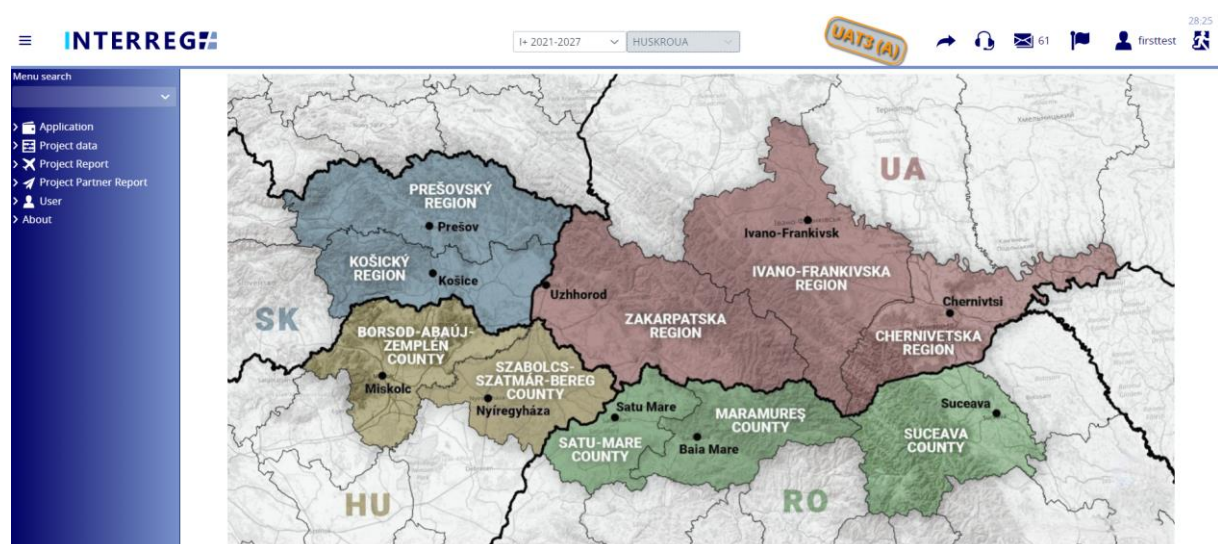 28:25
INTERREG
I+ 2021-2027
HUSKROUA
UAT3 (A)
61
firsttest
Menu search
Application
Project data
Project Report
Project Partner Report
User
About
UA
PREŠOVSKÝ
REGION
Prešov
Ivano-Frankivsk
KOŠICKÝ
REGION
Košice
IVANO-FRANKIVSKA
REGION
Uzhhorod
Chernivtsi
SK
ZAKARPATSKA
REGION
CHERNIVETSKA
REGION
BORSOD-ABAÚJ-
ZEMPLÉN
COUNTY
SZABOLCS-
SZATMÁR-BEREG
COUNTY
Miskolc
Nyíregyháza
Satu Mare
MARAMUREŞ
COUNTY
Suceava
SATU-MARE
COUNTY
Baia Mare
SUCEAVA
COUNTY
HU
RO